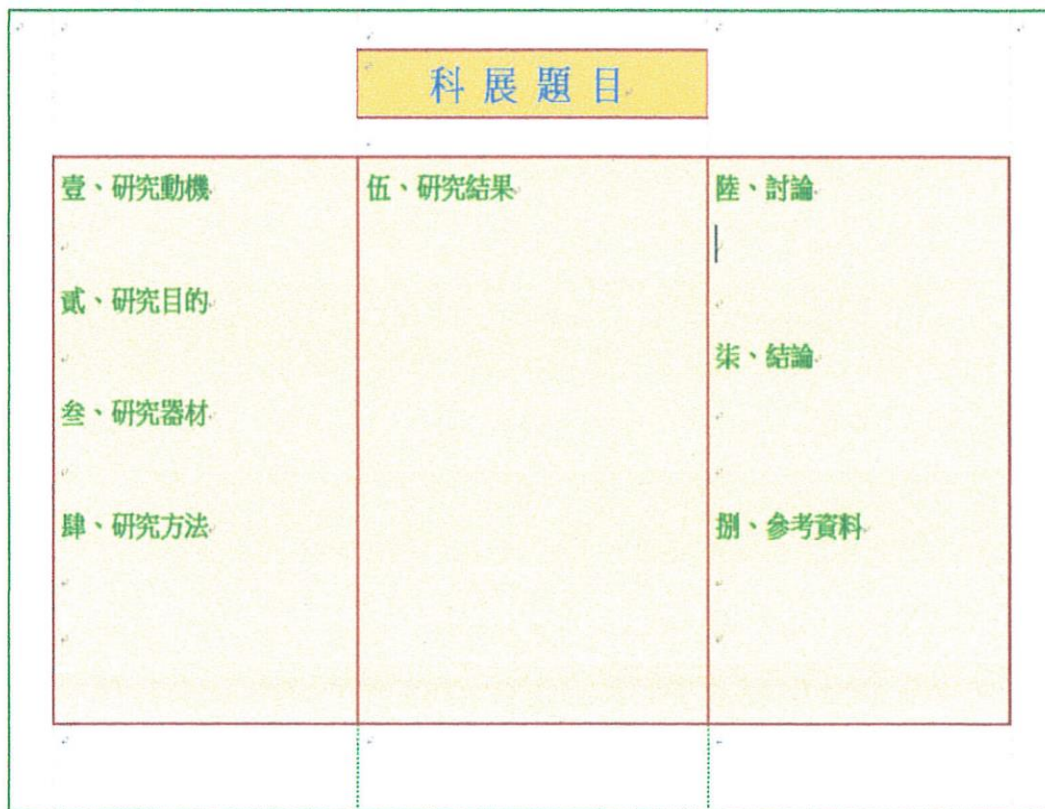 科展題目
壹、研究動機
貳、研究目的
叁、研究器材
肆、研究方法
伍、研究結果
陸、討論
柒、結論
捌、參考資料